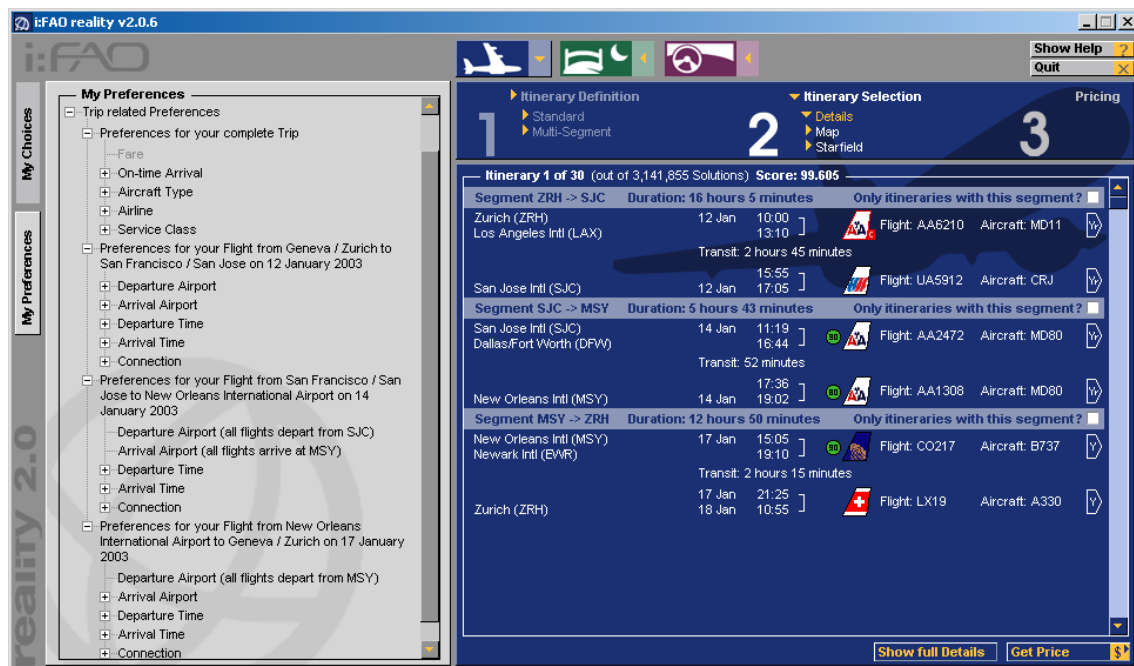 i:FAO reality v2.0.6
i:FAO
Show Help ?
Quit X
My Choices
My Preferences
reality 2.0
My Preferences
Trip related Preferences
Preferences for your complete Trip
Fare
On-time Arrival
Aircraft Type
Airline
Service Class
Preferences for your Flight from Geneva / Zurich to
San Francisco / San Jose on 12 January 2003
Departure Airport
Arrival Airport
Departure Time
Arrival Time
Connection
Preferences for your Flight from San Francisco / San
Jose to New Orleans International Airport on 14
January 2003
Departure Airport (all flights depart from SJC)
Arrival Airport (all flights arrive at MSY)
Departure Time
Arrival Time
Connection
Preferences for your Flight from New Orleans
International Airport to Geneva / Zurich on 17 January
2003
Departure Airport (all flights depart from MSY)
Arrival Airport
Departure Time
Arrival Time
Connection
1 Itinerary Definition
Standard
Multi-Segment
2 Itinerary Selection
Details
Map
Starfield
3 Pricing
Itinerary 1 of 30 (out of 3,141,855 Solutions) Score: 99.605
Segment ZRH -> SJC Duration: 16 hours 5 minutes Only itineraries with this segment?
Zurich (ZRH) 12 Jan 10:00
Los Angeles Intl (LAX) 13:10 AA Flight: AA6210 Aircraft: MD11 Y
Transit: 2 hours 45 minutes
15:55
San Jose Intl (SJC) 12 Jan 17:05 Flight: UA5912 Aircraft: CRJ Y
Segment SJC -> MSY Duration: 5 hours 43 minutes Only itineraries with this segment?
San Jose Intl (SJC) 14 Jan 11:19
Dallas/Fort Worth (DFW) 16:44 90 AA Flight: AA2472 Aircraft: MD80 Y
Transit: 52 minutes
17:36
New Orleans Intl (MSY) 14 Jan 19:02 90 AA Flight: AA1308 Aircraft: MD80 Y
Segment MSY -> ZRH Duration: 12 hours 50 minutes Only itineraries with this segment?
New Orleans Intl (MSY) 17 Jan 15:05
Newark Intl (EWR) 19:10 90 Flight: CO217 Aircraft: B737 Y
Transit: 2 hours 15 minutes
17 Jan 21:25
Zurich (ZRH) 18 Jan 10:55 Flight: LX19 Aircraft: A330 Y
Show full Details
Get Price $